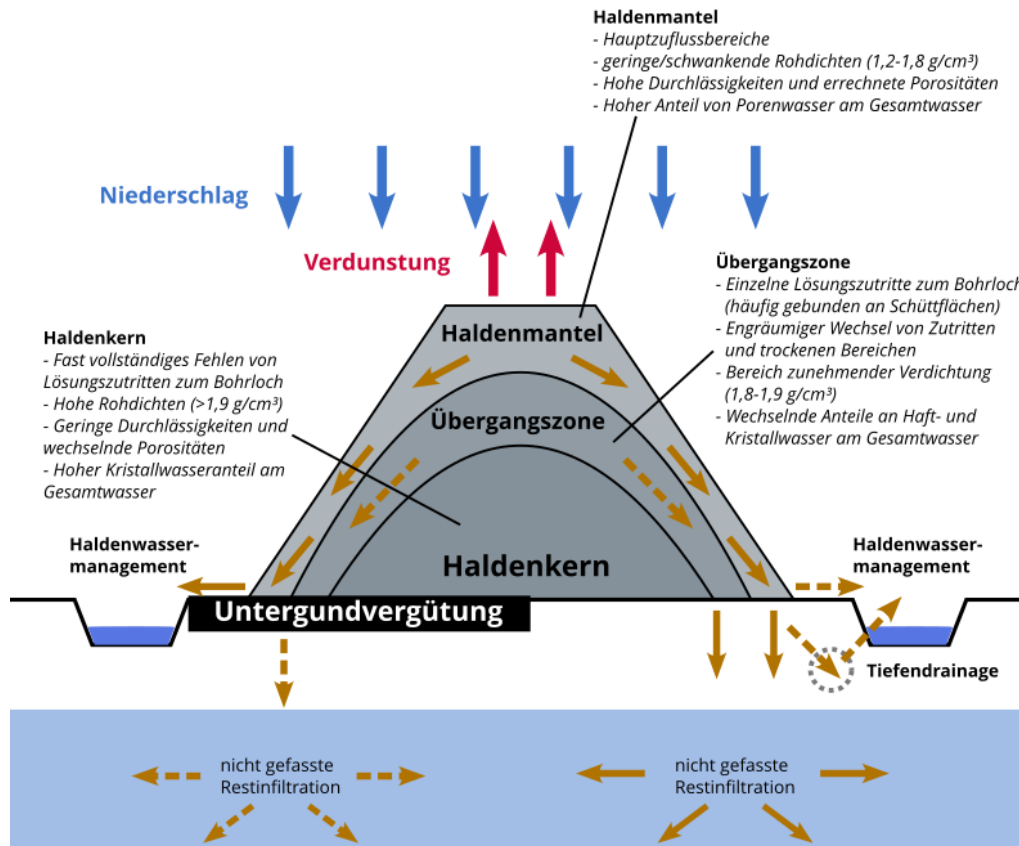 Haldenmantel
- Hauptzuflussbereiche
- geringe/schwankende Rohdichten (1,2-1,8 g/cm³)
- Hohe Durchlässigkeiten und errechnete Porositäten
- Hoher Anteil von Porenwasser am Gesamtwasser
Niederschlag
Verdunstung
Übergangszone
- Einzelne Lösungszutritte zum Bohrloch
(häufig gebunden an Schüttflächen)
- Engräumiger Wechsel von Zutritten
und trockenen Bereichen
- Bereich zunehmender Verdichtung
(1,8-1,9 g/cm³)
- Wechselnde Anteile an Haft- und
Kristallwasser am Gesamtwasser
Haldenkern
- Fast vollständiges Fehlen von
Lösungszutritten zum Bohrloch
- Hohe Rohdichten (>1,9 g/cm³)
- Geringe Durchlässigkeiten und
wechselnde Porositäten
- Hoher Kristallwasseranteil am
Gesamtwasser
Haldenmantel
Übergangszone
Haldenkern
Haldenwasser-
management
Haldenwasser-
management
Untergundvergütung
Tiefendrainage
nicht gefasste
Restinfiltration
nicht gefasste
Restinfiltration